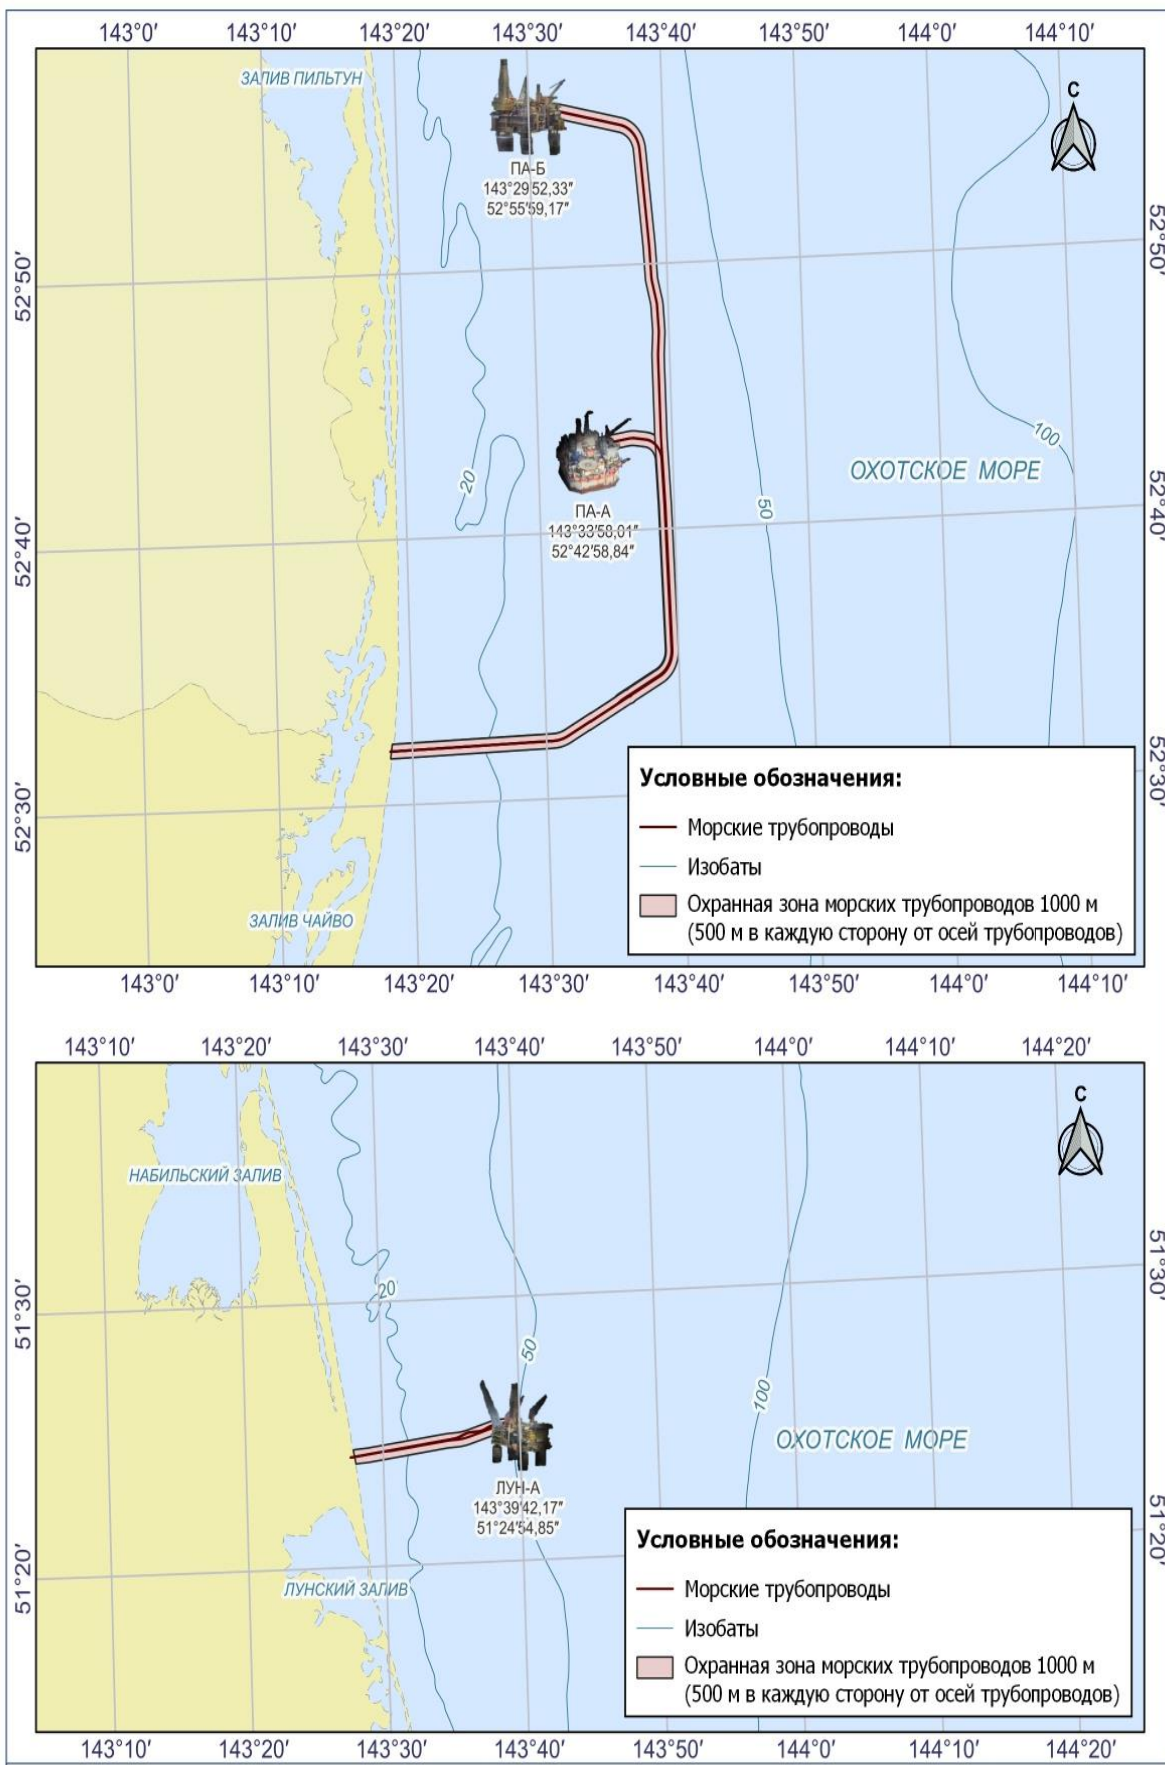 143°0′ 143°10′ 143°20′ 143°30′ 143°40′ 143°50′ 144°0′ 144°10′
ЗАЛИВ ПИЛЬТУН
С
ПА-Б
143°29′52,33″
52°55′59,17″
52°50′
52°50′
100
ОХОТСКОЕ МОРЕ
20
50
ПА-А
143°33′58,01″
52°42′58,84″
52°40′
52°40′
52°30′
52°30′
ЗАЛИВ ЧАЙВО
Условные обозначения:
Морские трубопроводы
Изобаты
Охранная зона морских трубопроводов 1000 м
(500 м в каждую сторону от осей трубопроводов)
143°0′ 143°10′ 143°20′ 143°30′ 143°40′ 143°50′ 144°0′ 144°10′
143°10′ 143°20′ 143°30′ 143°40′ 143°50′ 144°0′ 144°10′ 144°20′
С
НАБИЛЬСКИЙ ЗАЛИВ
51°30′
51°30′
20
50
100
ОХОТСКОЕ МОРЕ
ЛУН-А
143°39′42,17″
51°24′54,85″
51°20′
51°20′
ЛУНСКИЙ ЗАЛИВ
Условные обозначения:
Морские трубопроводы
Изобаты
Охранная зона морских трубопроводов 1000 м
(500 м в каждую сторону от осей трубопроводов)
143°10′ 143°20′ 143°30′ 143°40′ 143°50′ 144°0′ 144°10′ 144°20′